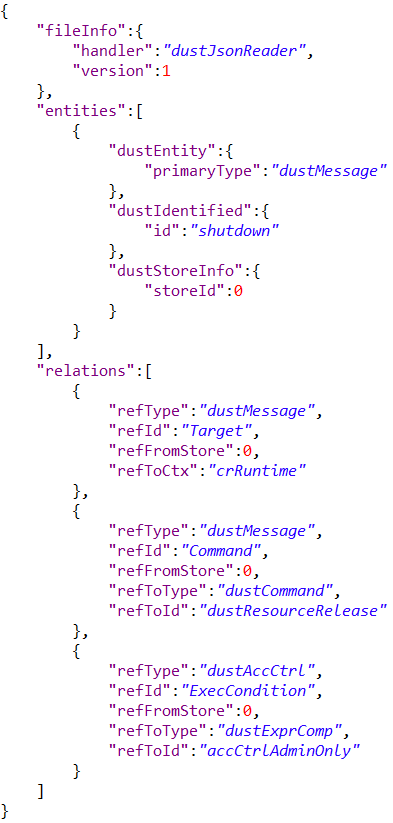 {
    "fileInfo":{
        "handler":"dustJsonReader",
        "version":1
    },
    "entities":[
        {
            "dustEntity":{
                "primaryType":"dustMessage"
            },
            "dustIdentified":{
                "id":"shutdown"
            },
            "dustStoreInfo":{
                "storeId":0
            }
        }
    ],
    "relations":[
        {
            "refType":"dustMessage",
            "refId":"Target",
            "refFromStore":0,
            "refToCtx":"crRuntime"
        },
        {
            "refType":"dustMessage",
            "refId":"Command",
            "refFromStore":0,
            "refToType":"dustCommand",
            "refToId":"dustResourceRelease"
        },
        {
            "refType":"dustAccCtrl",
            "refId":"ExecCondition",
            "refFromStore":0,
            "refToType":"dustExprComp",
            "refToId":"accCtrlAdminOnly"
        }
    ]
}